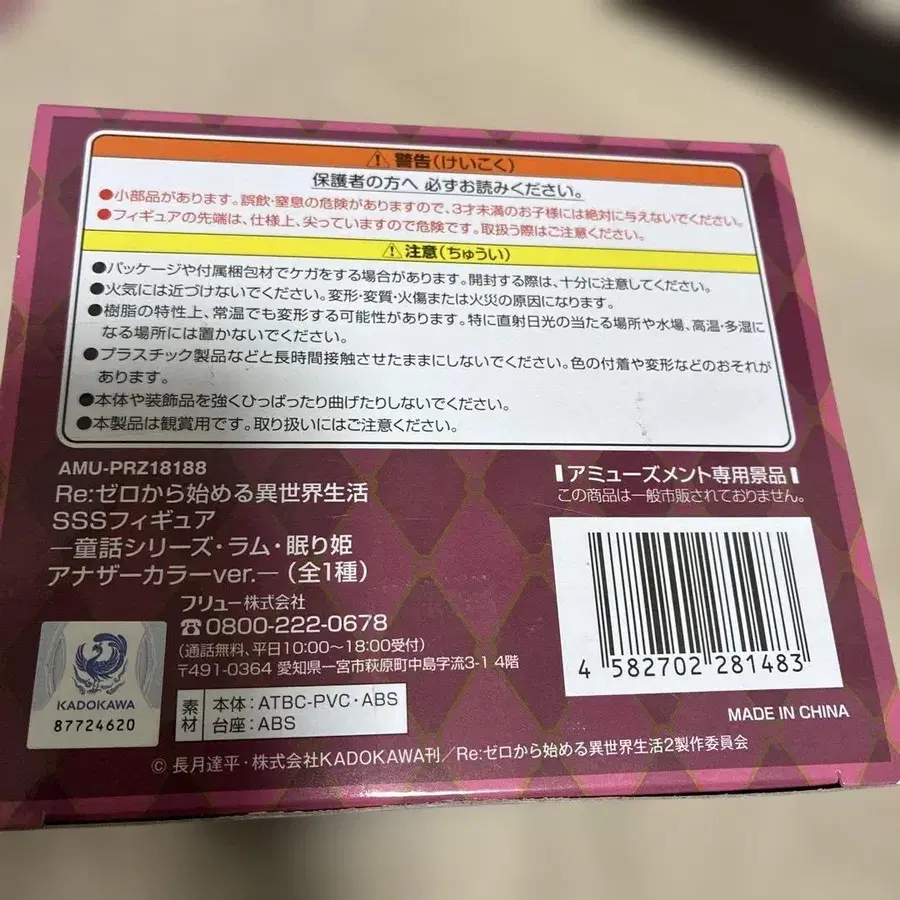 ⚠警告(けいこく)
保護者の方へ 必ずお読みください。
●小部品があります。誤飲・窒息の危険がありますので、3才未満のお子様には絶対に与えないでください。
●フィギュアの先端は、仕様上、尖っていますので危険です。取扱う際はご注意ください。
⚠注意(ちゅうい)
●パッケージや付属梱包材でケガをする場合があります。開封する際は、十分に注意してください。
●火気には近づけないでください。変形・変質・火傷または火災の原因になります。
●樹脂の特性上、常温でも変形する可能性があります。特に直射日光の当たる場所や水場、高温・多湿に
なる場所には置かないでください。
●プラスチック製品などと長時間接触させたままにしないでください。色の付着や変形などのおそれが
あります。
●本体や装飾品を強くひっぱったり曲げたりしないでください。
●本製品は観賞用です。取り扱いにはご注意ください。
AMU-PRZ18188
Re:ゼロから始める異世界生活
SSSフィギュア
―童話シリーズ・ラム・眠り姫
アナザーカラーver.―(全1種)
フリュー株式会社
☎0800-222-0678
(通話無料、平日10:00~18:00受付)
〒491-0364 愛知県一宮市萩原町中島字流3-1 4階
アミューズメント専用景品
この商品は一般市販されておりません。
4 582702 281483
KADOKAWA
87724620
素材
本体:ATBC-PVC・ABS
台座:ABS
MADE IN CHINA
© 長月達平・株式会社KADOKAWA刊/Re:ゼロから始める異世界生活2製作委員会